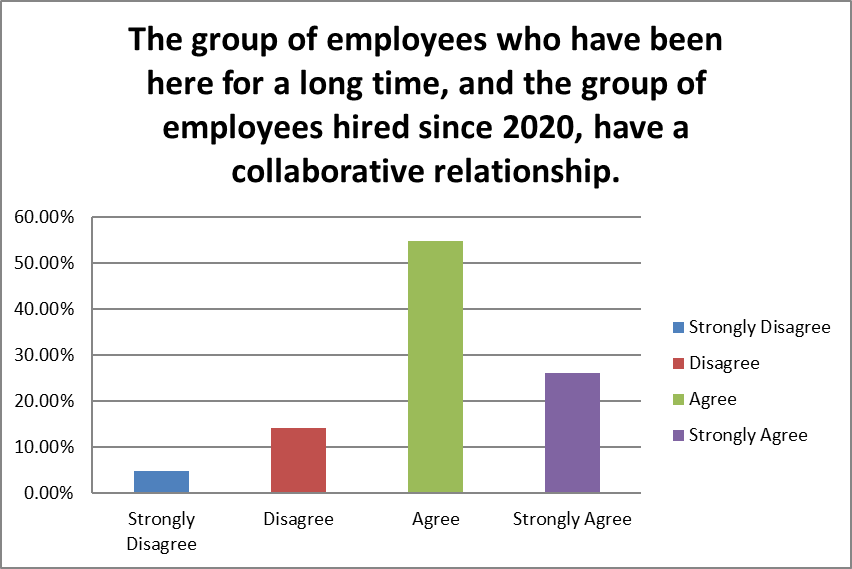 The group of employees who have been
here for a long time, and the group of
employees hired since 2020, have a
collaborative relationship.
60.00%
50.00%
40.00%
30.00%
20.00%
10.00%
0.00%
Strongly
Disagree
Disagree
Agree
Strongly Agree
Strongly Disagree
Disagree
Agree
Strongly Agree